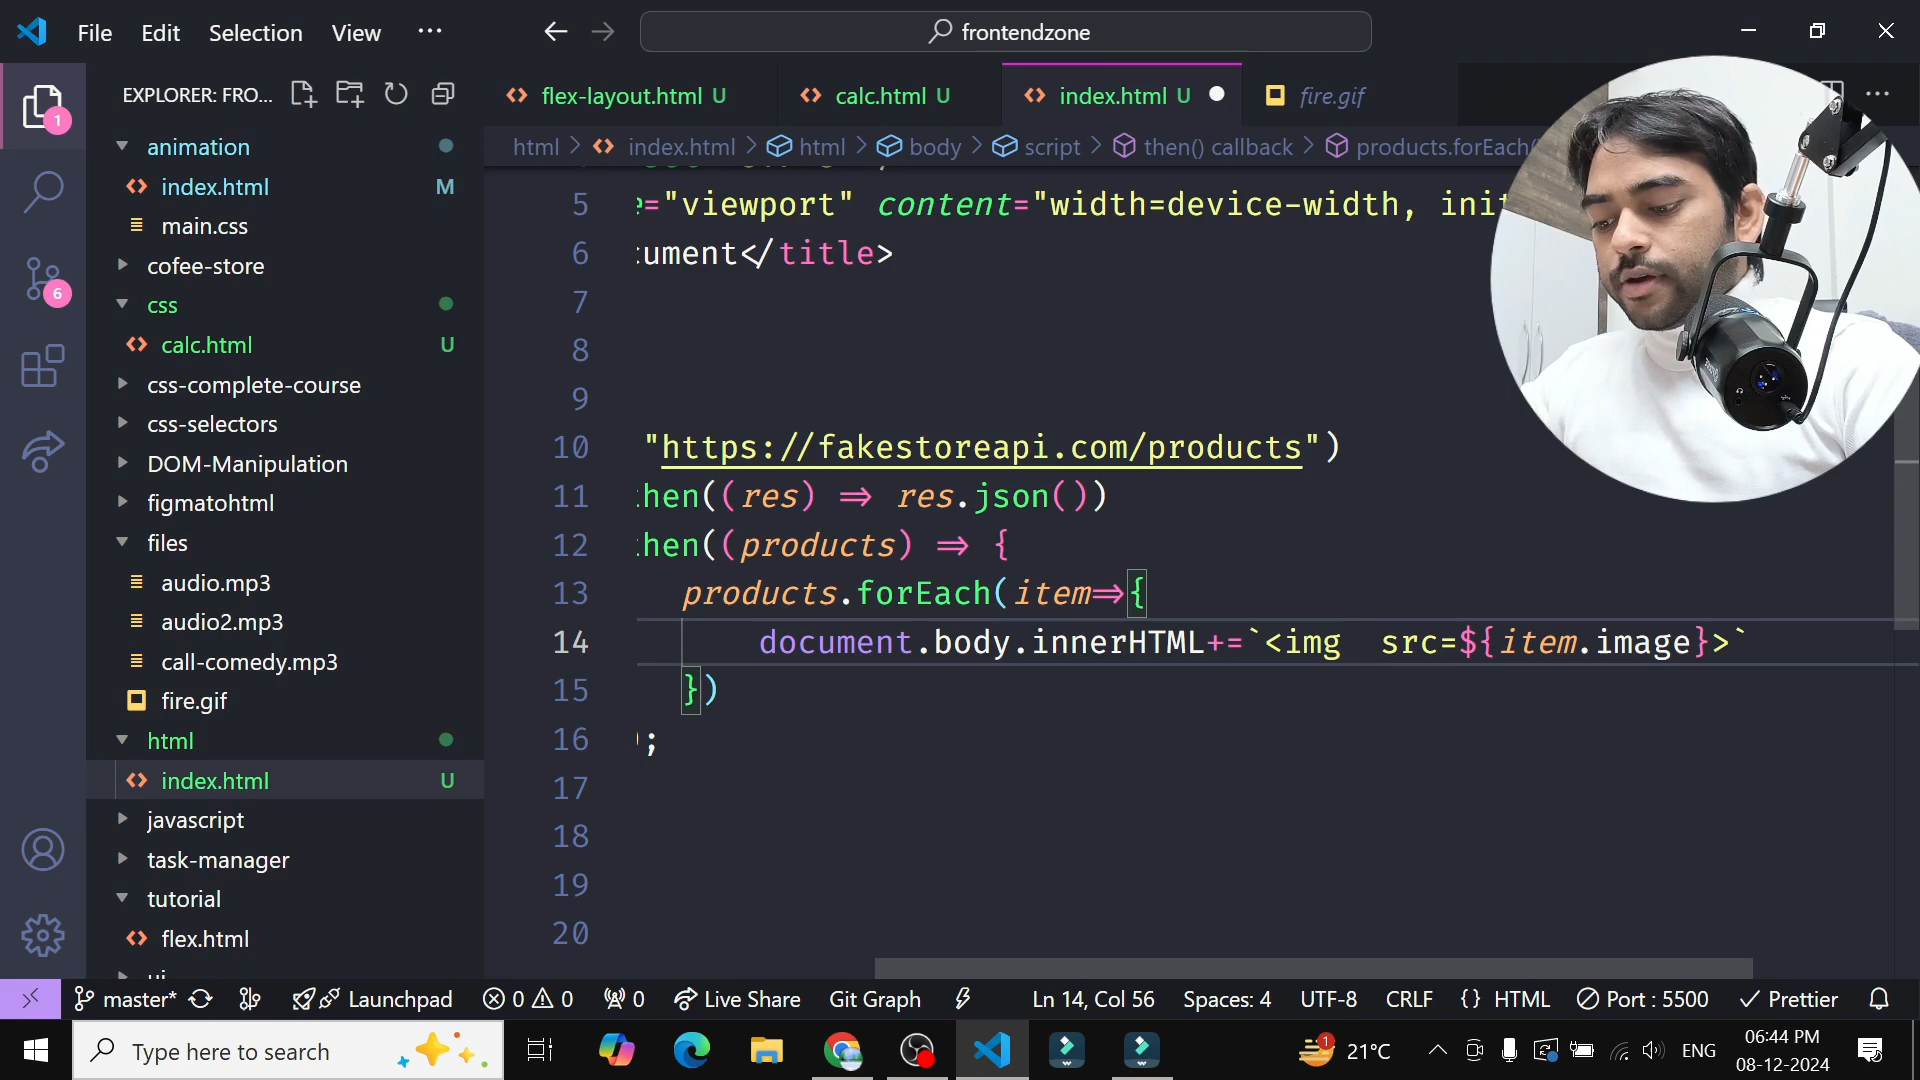 File Edit Selection View ...
frontendzone
EXPLORER: FRO...
flex-layout.html U
calc.html U
index.html U
fire.gif
html > index.html > html > body > script > then() callback > products.forEach(
1
6
animation
index.html M
main.css
cofee-store
css
calc.html U
css-complete-course
css-selectors
DOM-Manipulation
figmatohtml
files
audio.mp3
audio2.mp3
call-comedy.mp3
fire.gif
html
index.html U
javascript
task-manager
tutorial
flex.html
ui
5 ="viewport" content="width=device-width, init
6 cument</title>
7
8
9
10 "https://fakestoreapi.com/products")
11 hen((res) => res.json())
12 hen((products) => {
13 products.forEach(item=>{
14 document.body.innerHTML+=`<img  src=${item.image}>`
15 })
16 );
17
18
19
20
master* Launchpad 0 0 0 Live Share Git Graph Ln 14, Col 56 Spaces: 4 UTF-8 CRLF {} HTML Port : 5500 Prettier
Type here to search
1
21°C
ENG
06:44 PM
08-12-2024